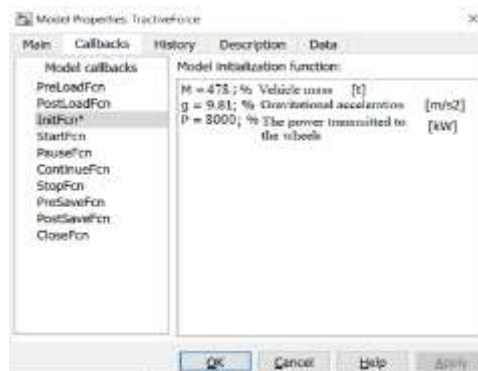 Model Properties: TractiveForce
Main Callbacks History Description Data
Model callbacks
PreLoadFcn
PostLoadFcn
InitFcn*
StartFcn
PauseFcn
ContinueFcn
StopFcn
PreSaveFcn
PostSaveFcn
CloseFcn
Model initialization function:
M = 478; % Vehicle mass [t]
g = 9.81; % Gravitational acceleration [m/s2]
P = 8000; % The power transmitted to [kW]
the wheels
OK Cancel Help Apply